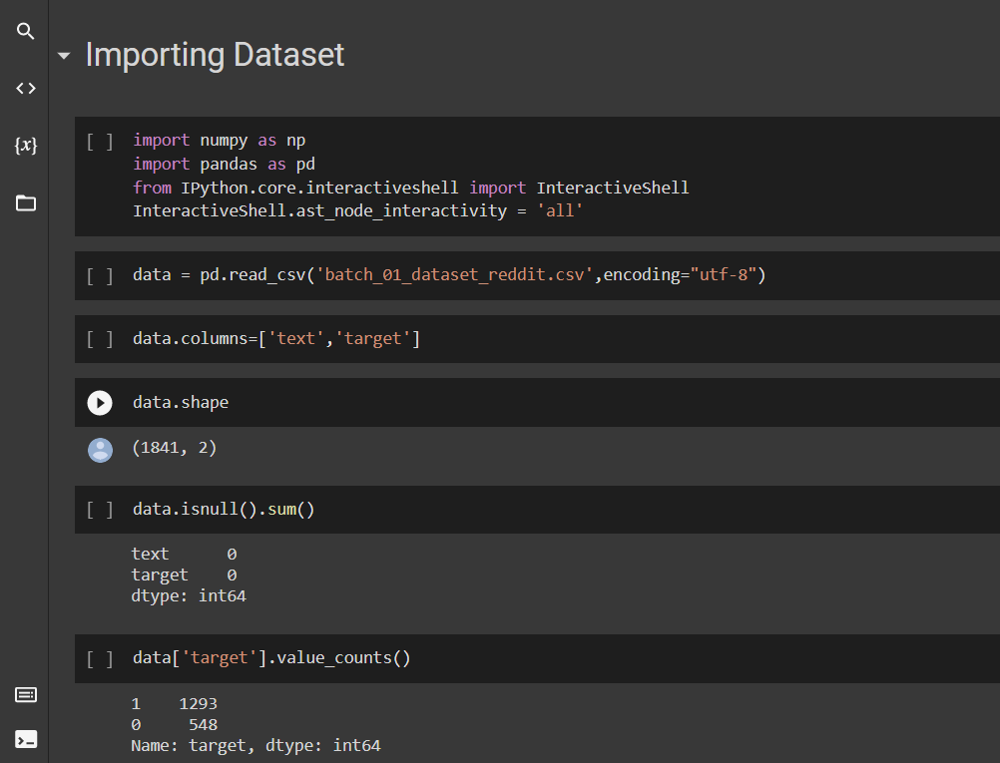 Importing Dataset
[ ] import numpy as np
import pandas as pd
from IPython.core.interactiveshell import InteractiveShell
InteractiveShell.ast_node_interactivity = 'all'
[ ] data = pd.read_csv('batch_01_dataset_reddit.csv',encoding="utf-8")
[ ] data.columns=['text','target']
data.shape
(1841, 2)
[ ] data.isnull().sum()
text      0
target    0
dtype: int64
[ ] data['target'].value_counts()
1    1293
0     548
Name: target, dtype: int64
{x}